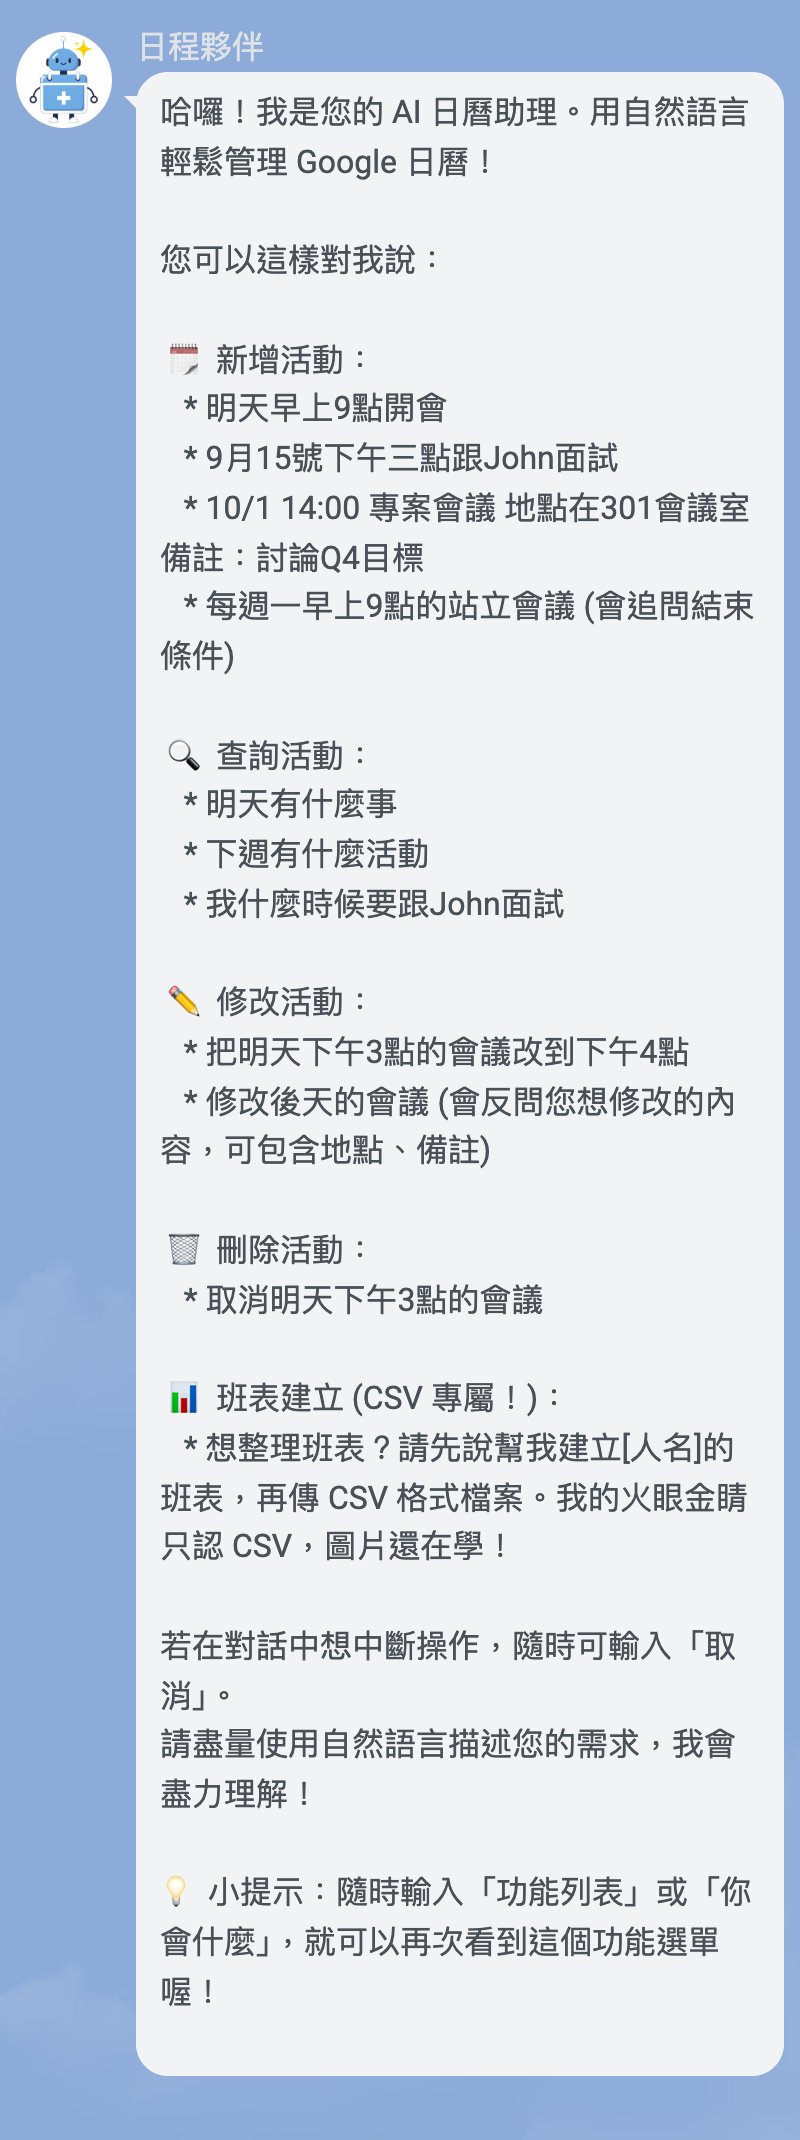 日程夥伴
哈囉！我是您的 AI 日曆助理。用自然語言
輕鬆管理 Google 日曆！
您可以這樣對我說：
🗓️ 新增活動：
* 明天早上9點開會
* 9月15號下午三點跟John面試
* 10/1 14:00 專案會議 地點在301會議室
備註：討論Q4目標
* 每週一早上9點的站立會議 (會追問結束
條件)
🔍 查詢活動：
* 明天有什麼事
* 下週有什麼活動
* 我什麼時候要跟John面試
✏️ 修改活動：
* 把明天下午3點的會議改到下午4點
* 修改後天的會議 (會反問您想修改的內
容，可包含地點、備註)
🗑️ 刪除活動：
* 取消明天下午3點的會議
📊 班表建立 (CSV 專屬！)：
* 想整理班表？請先說幫我建立[人名]的
班表，再傳 CSV 格式檔案。我的火眼金睛
只認 CSV，圖片還在學！
若在對話中想中斷操作，隨時可輸入「取
消」。
請盡量使用自然語言描述您的需求，我會
盡力理解！
💡 小提示：隨時輸入「功能列表」或「你
會什麼」，就可以再次看到這個功能選單
喔！